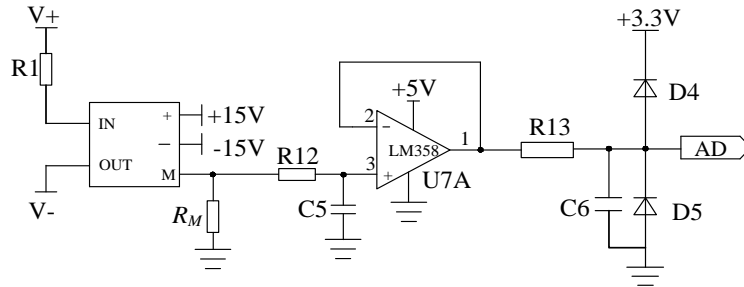 V+
+3.3V
R1
+5V
D4
IN
+
+15V
2
−
1
R13
OUT
−
-15V
R12
LM358
AD
M
3
+
U7A
V-
R_M
C5
C6
D5